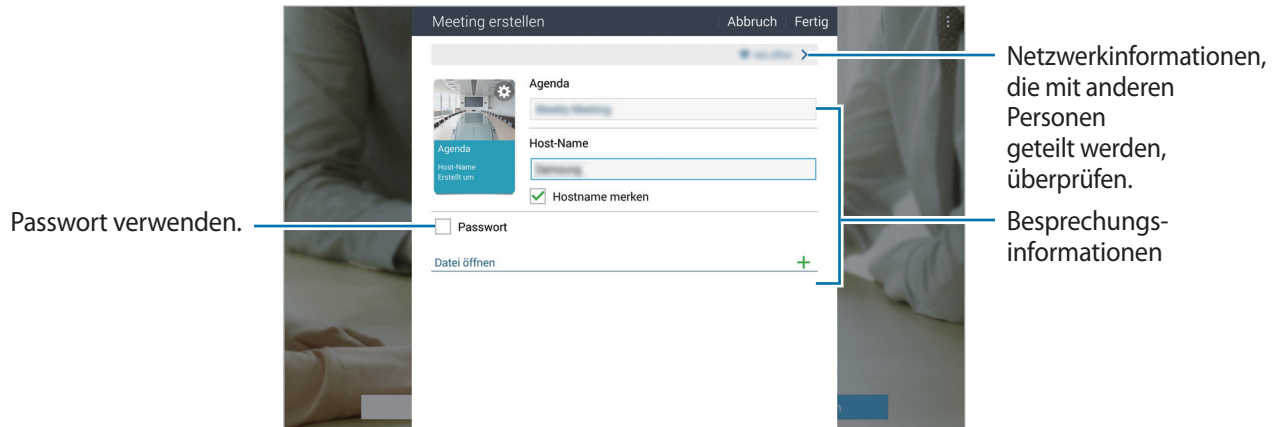 Meeting erstellen
Abbruch
Fertig
Agenda
Host-Name
Hostname merken
Agenda
Host-Name
Erstellt um
Passwort
Datei öffnen
Passwort verwenden.
Netzwerkinformationen,
die mit anderen
Personen
geteilt werden,
überprüfen.
Besprechungs-
informationen